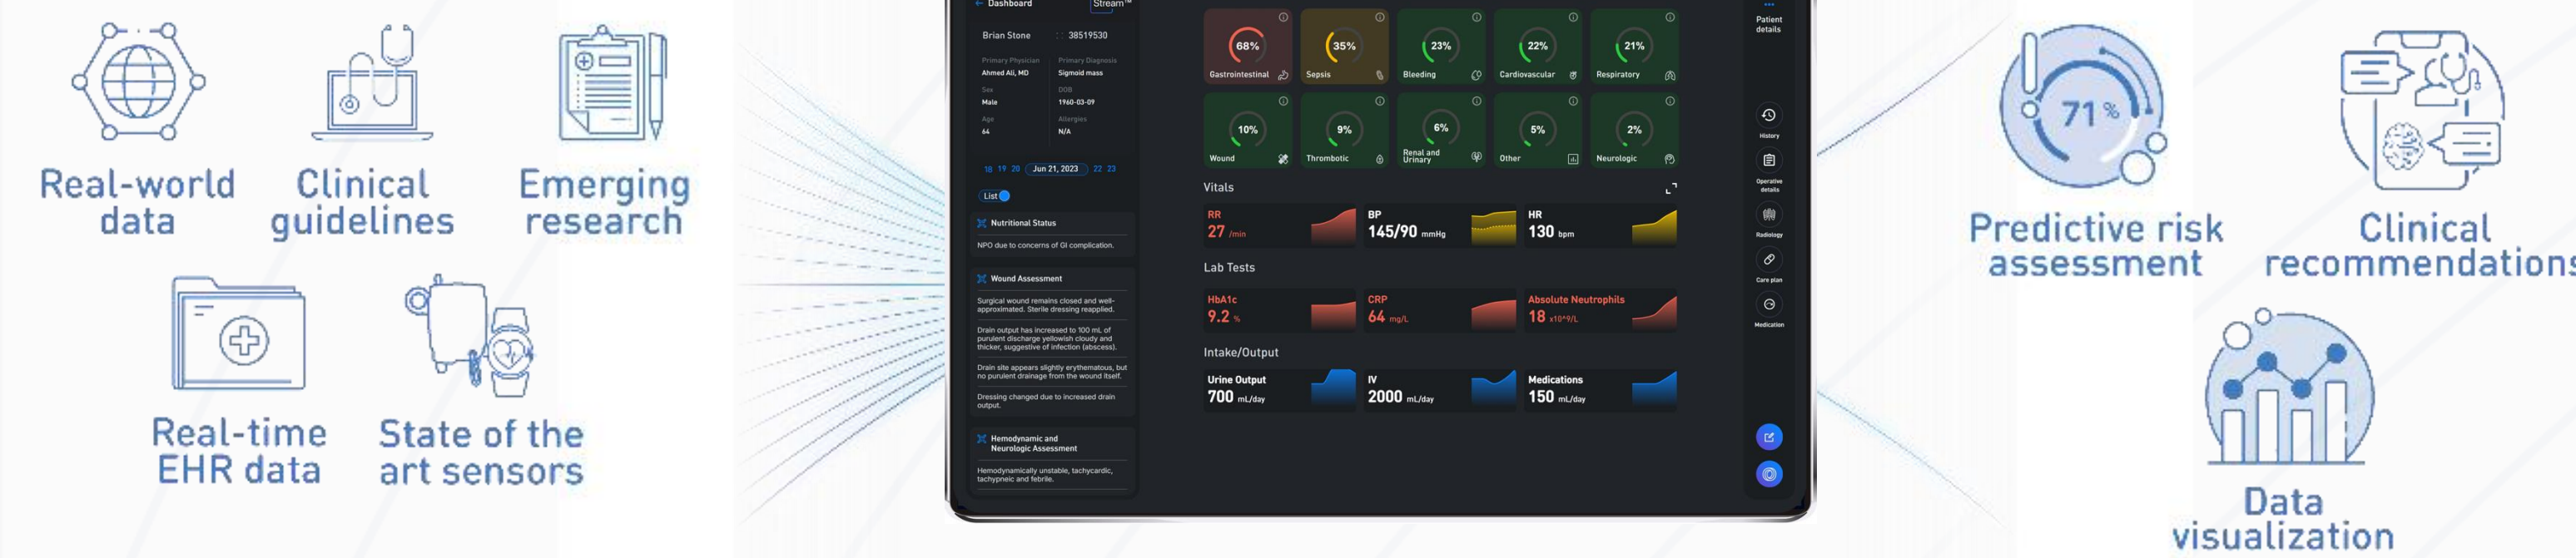 Real-world
data
Clinical
guidelines
Emerging
research
Real-time
EHR data
State of the
art sensors
← Dashboard
Stream™
Brian Stone
38519530
Primary Physician
Ahmed Ali, MD
Primary Diagnosis
Sigmoid mass
Sex
Male
DOB
1960-03-09
Age
64
Allergies
N/A
18 19 20 Jun 21, 2023 22 23
List
Nutritional Status
NPO due to concerns of GI complication.
Wound Assessment
Surgical wound remains closed and well-
approximated. Sterile dressing reapplied.
Drain output has increased to 100 mL of
purulent discharge yellowish cloudy and
thicker, suggestive of infection (abscess).
Drain site appears slightly erythematous, but
no purulent drainage from the wound itself.
Dressing changed due to increased drain
output.
Hemodynamic and
Neurologic Assessment
Hemodynamically unstable, tachycardic,
tachypneic and febrile.
68%
Gastrointestinal
35%
Sepsis
23%
Bleeding
22%
Cardiovascular
21%
Respiratory
10%
Wound
9%
Thrombotic
6%
Renal and
Urinary
5%
Other
2%
Neurologic
Vitals
RR
27 /min
BP
145/90 mmHg
HR
130 bpm
Lab Tests
HbA1c
9.2 %
CRP
64 mg/L
Absolute Neutrophils
18 x10^9/L
Intake/Output
Urine Output
700 mL/day
IV
2000 mL/day
Medications
150 mL/day
Patient
details
History
Operative
details
Radiology
Care plan
Medication
71%
Predictive risk
assessment
Clinical
recommendations
Data
visualization